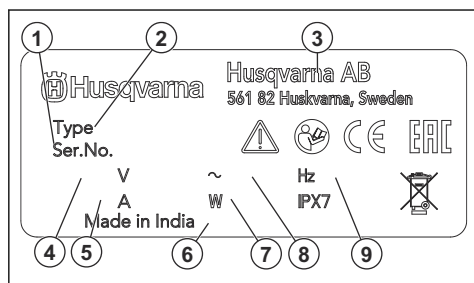 1 2 3
Husqvarna Husqvarna AB
561 82 Huskvarna, Sweden
Type
Ser.No.
CE EAC
V ~ Hz
A W IPX7
Made in India
4 5 6 7 8 9